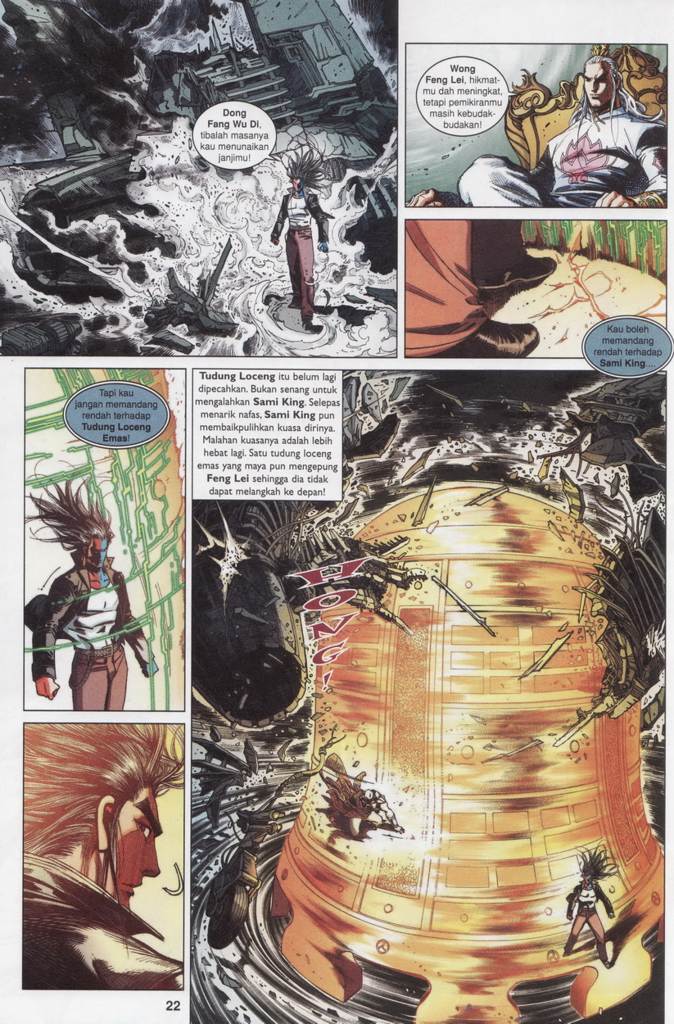 Dong
Fang Wu Di,
tibalah masanya
kau menunaikan
janjimu!
Wong
Feng Lei, hikmat-
mu dah meningkat,
tetapi pemikiranmu
masih kebudak-
budakan!
Kau boleh
memandang
rendah terhadap
Sami King....
Tapi kau
jangan memandang
rendah terhadap
Tudung Loceng
Emas!
Tudung Loceng itu belum lagi
dipecahkan. Bukan senang untuk
mengalahkan Sami King. Selepas
menarik nafas, Sami King pun
membaikpulihkan kuasa dirinya.
Malahan kuasanya adalah lebih
hebat lagi. Satu tudung loceng
emas yang maya pun mengepung
Feng Lei sehingga dia tidak
dapat melangkah ke depan!
HONG!
22